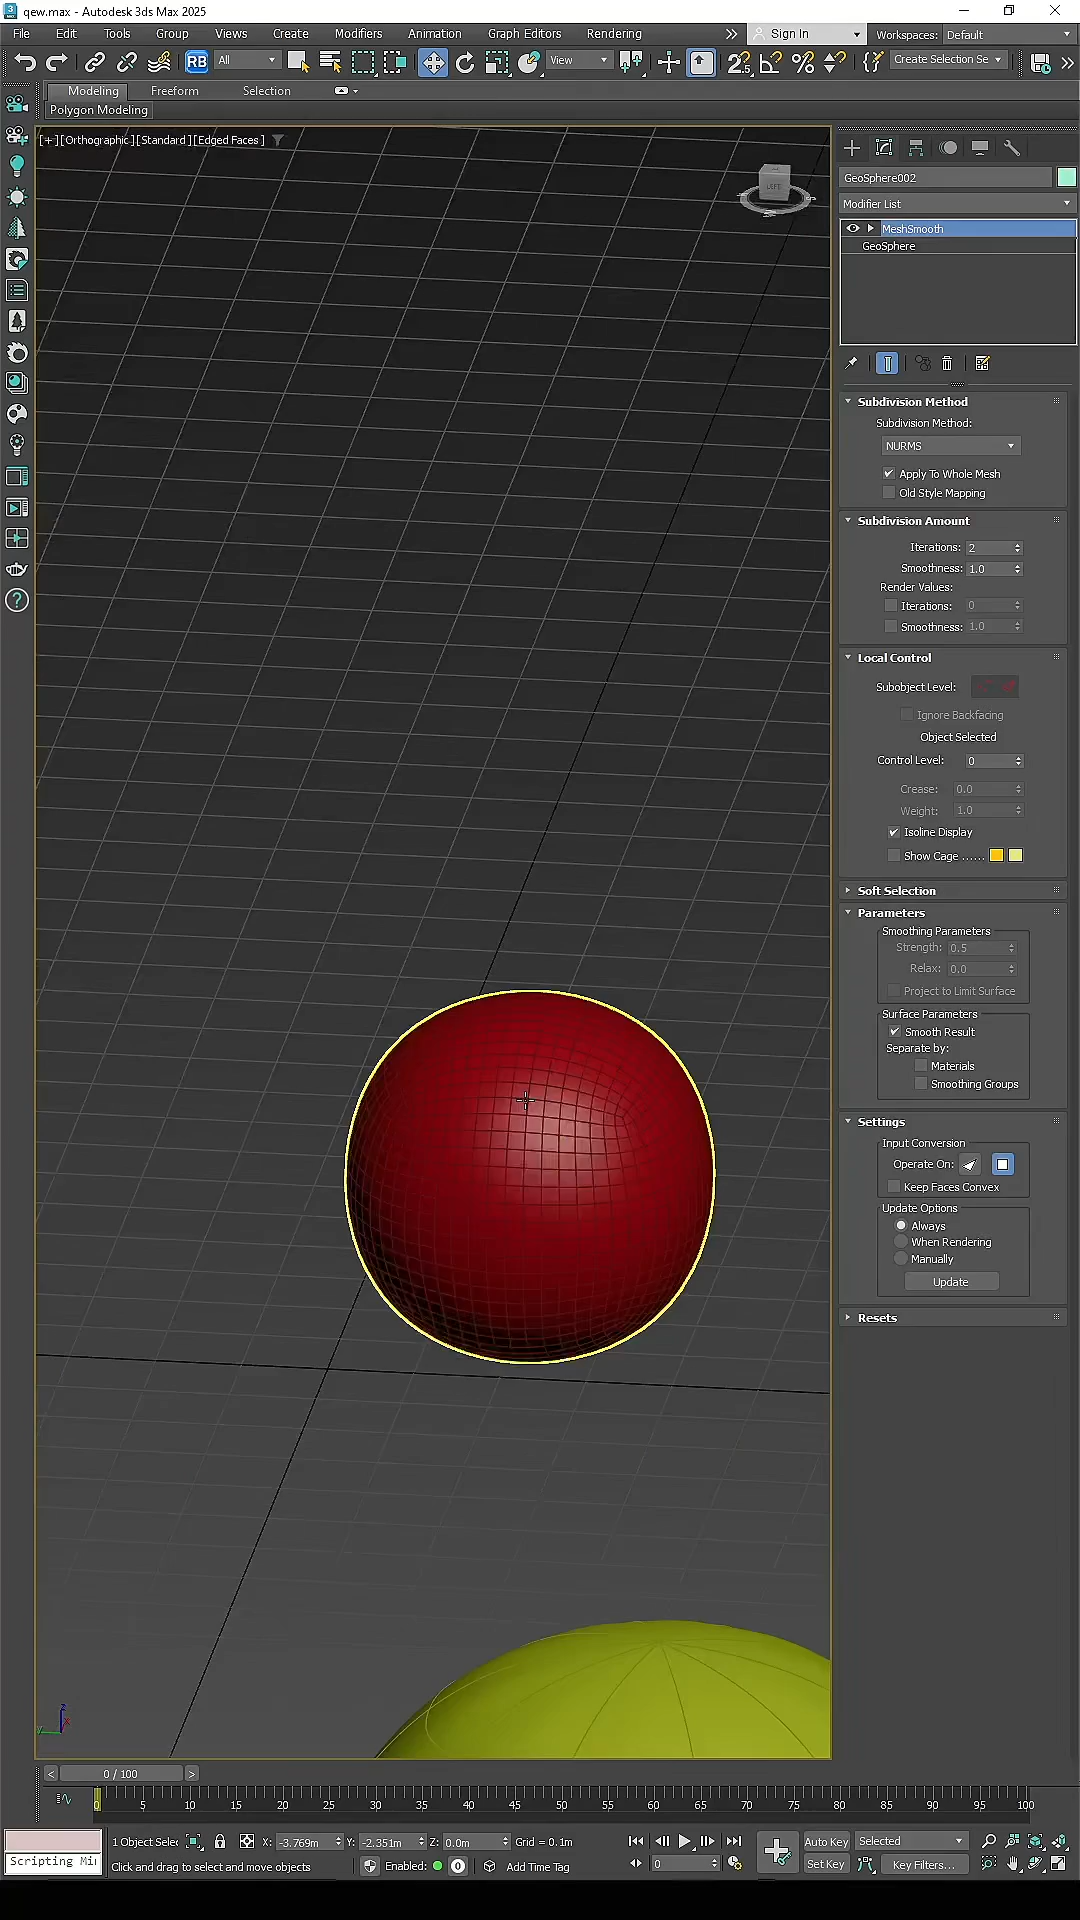 qew.max - Autodesk 3ds Max 2025
File Edit Tools Group Views Create Modifiers Animation Graph Editors Rendering Sign In Workspaces: Default
RB All View Create Selection Se
Modeling Freeform Selection
Polygon Modeling
[+] [Orthographic] [Standard] [Edged Faces]
LEFT
GeoSphere002
Modifier List
MeshSmooth
GeoSphere
Subdivision Method
Subdivision Method:
NURMS
Apply To Whole Mesh
Old Style Mapping
Subdivision Amount
Iterations: 2
Smoothness: 1.0
Render Values:
Iterations: 0
Smoothness: 1.0
Local Control
Subobject Level:
Ignore Backfacing
Object Selected
Control Level: 0
Crease: 0.0
Weight: 1.0
Isoline Display
Show Cage ......
Soft Selection
Parameters
Smoothing Parameters
Strength: 0.5
Relax: 0.0
Project to Limit Surface
Surface Parameters
Smooth Result
Separate by:
Materials
Smoothing Groups
Settings
Input Conversion
Operate On:
Keep Faces Convex
Update Options
Always
When Rendering
Manually
Update
Resets
< 0 / 100 >
0 5 10 15 20 25 30 35 40 45 50 55 60 65 70 75 80 85 90 95 100
1 Object Selec X: -3.769m Y: -2.351m Z: 0.0m Grid = 0.1m Auto Key Selected
Scripting Mi
Click and drag to select and move objects Enabled: 0 Add Time Tag 0 Set Key Key Filters...